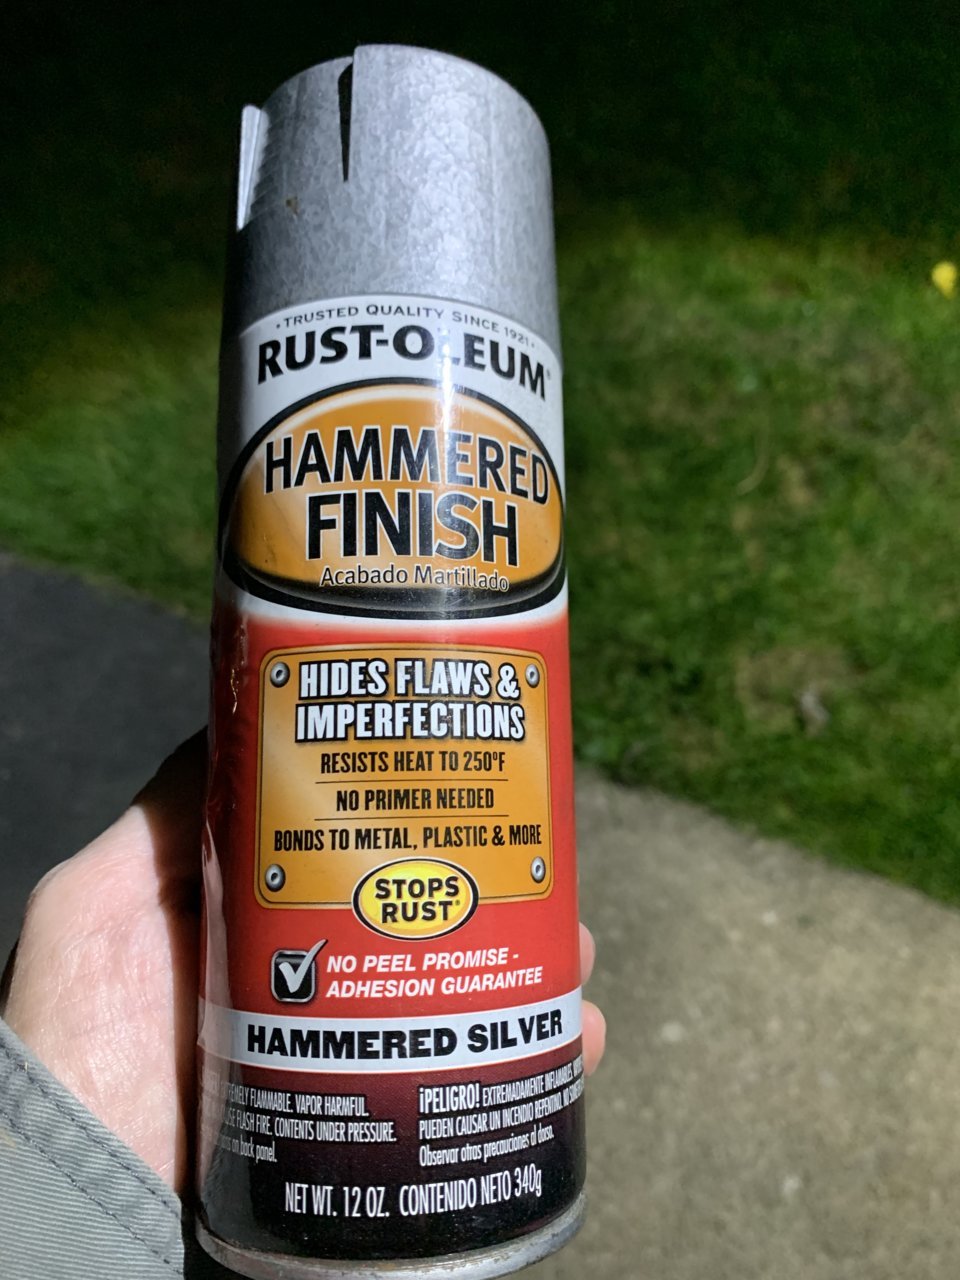 • TRUSTED QUALITY SINCE 1921 •
RUST-OLEUM®
HAMMERED
FINISH
Acabado Martillado
HIDES FLAWS &
IMPERFECTIONS
RESISTS HEAT TO 250°F
NO PRIMER NEEDED
BONDS TO METAL, PLASTIC & MORE
STOPS
RUST®
NO PEEL PROMISE -
ADHESION GUARANTEE
HAMMERED SILVER
FLAMMABLE. VAPOR HARMFUL.
FLASH FIRE. CONTENTS UNDER PRESSURE.
on back panel.
¡PELIGRO! EXTREMADAMENTE INFLAMABLES,
PUEDEN CAUSAR UN INCENDIO REPENTINO,
Observar otras precauciones al dorso.
NET WT. 12 OZ. CONTENIDO NETO 340g